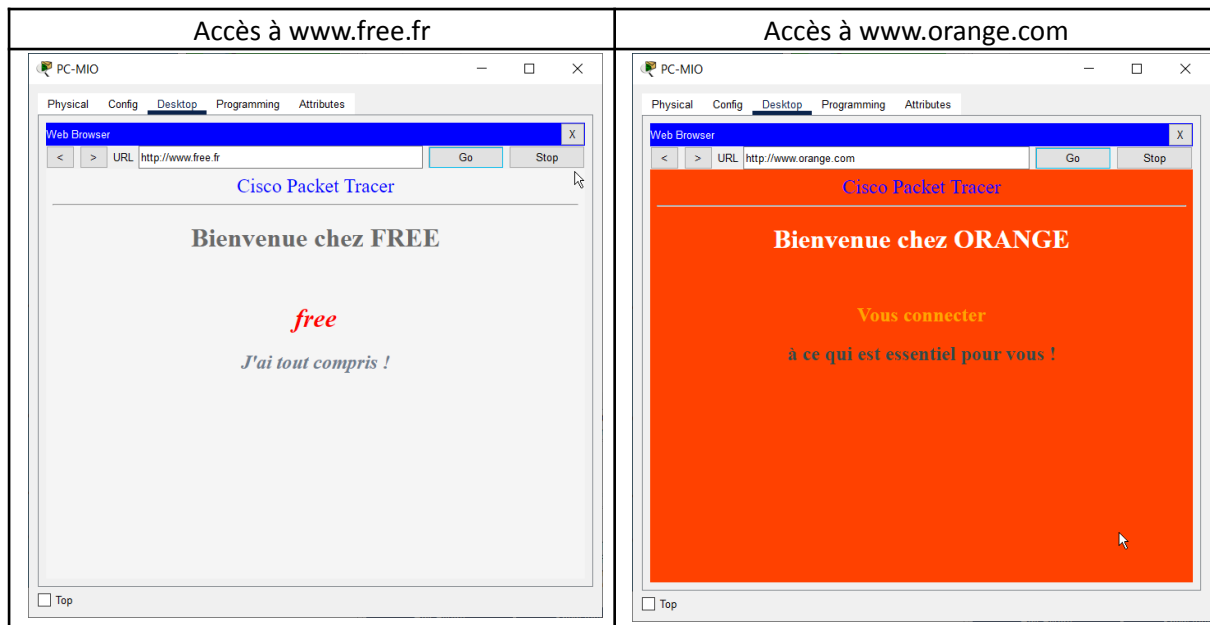 Accès à www.free.fr
PC-MIO
Physical Config Desktop Programming Attributes
Web Browser X
< > URL http://www.free.fr Go Stop
Cisco Packet Tracer
Bienvenue chez FREE
free
J'ai tout compris !
Top
Accès à www.orange.com
PC-MIO
Physical Config Desktop Programming Attributes
Web Browser X
< > URL http://www.orange.com Go Stop
Cisco Packet Tracer
Bienvenue chez ORANGE
Vous connecter
à ce qui est essentiel pour vous !
Top